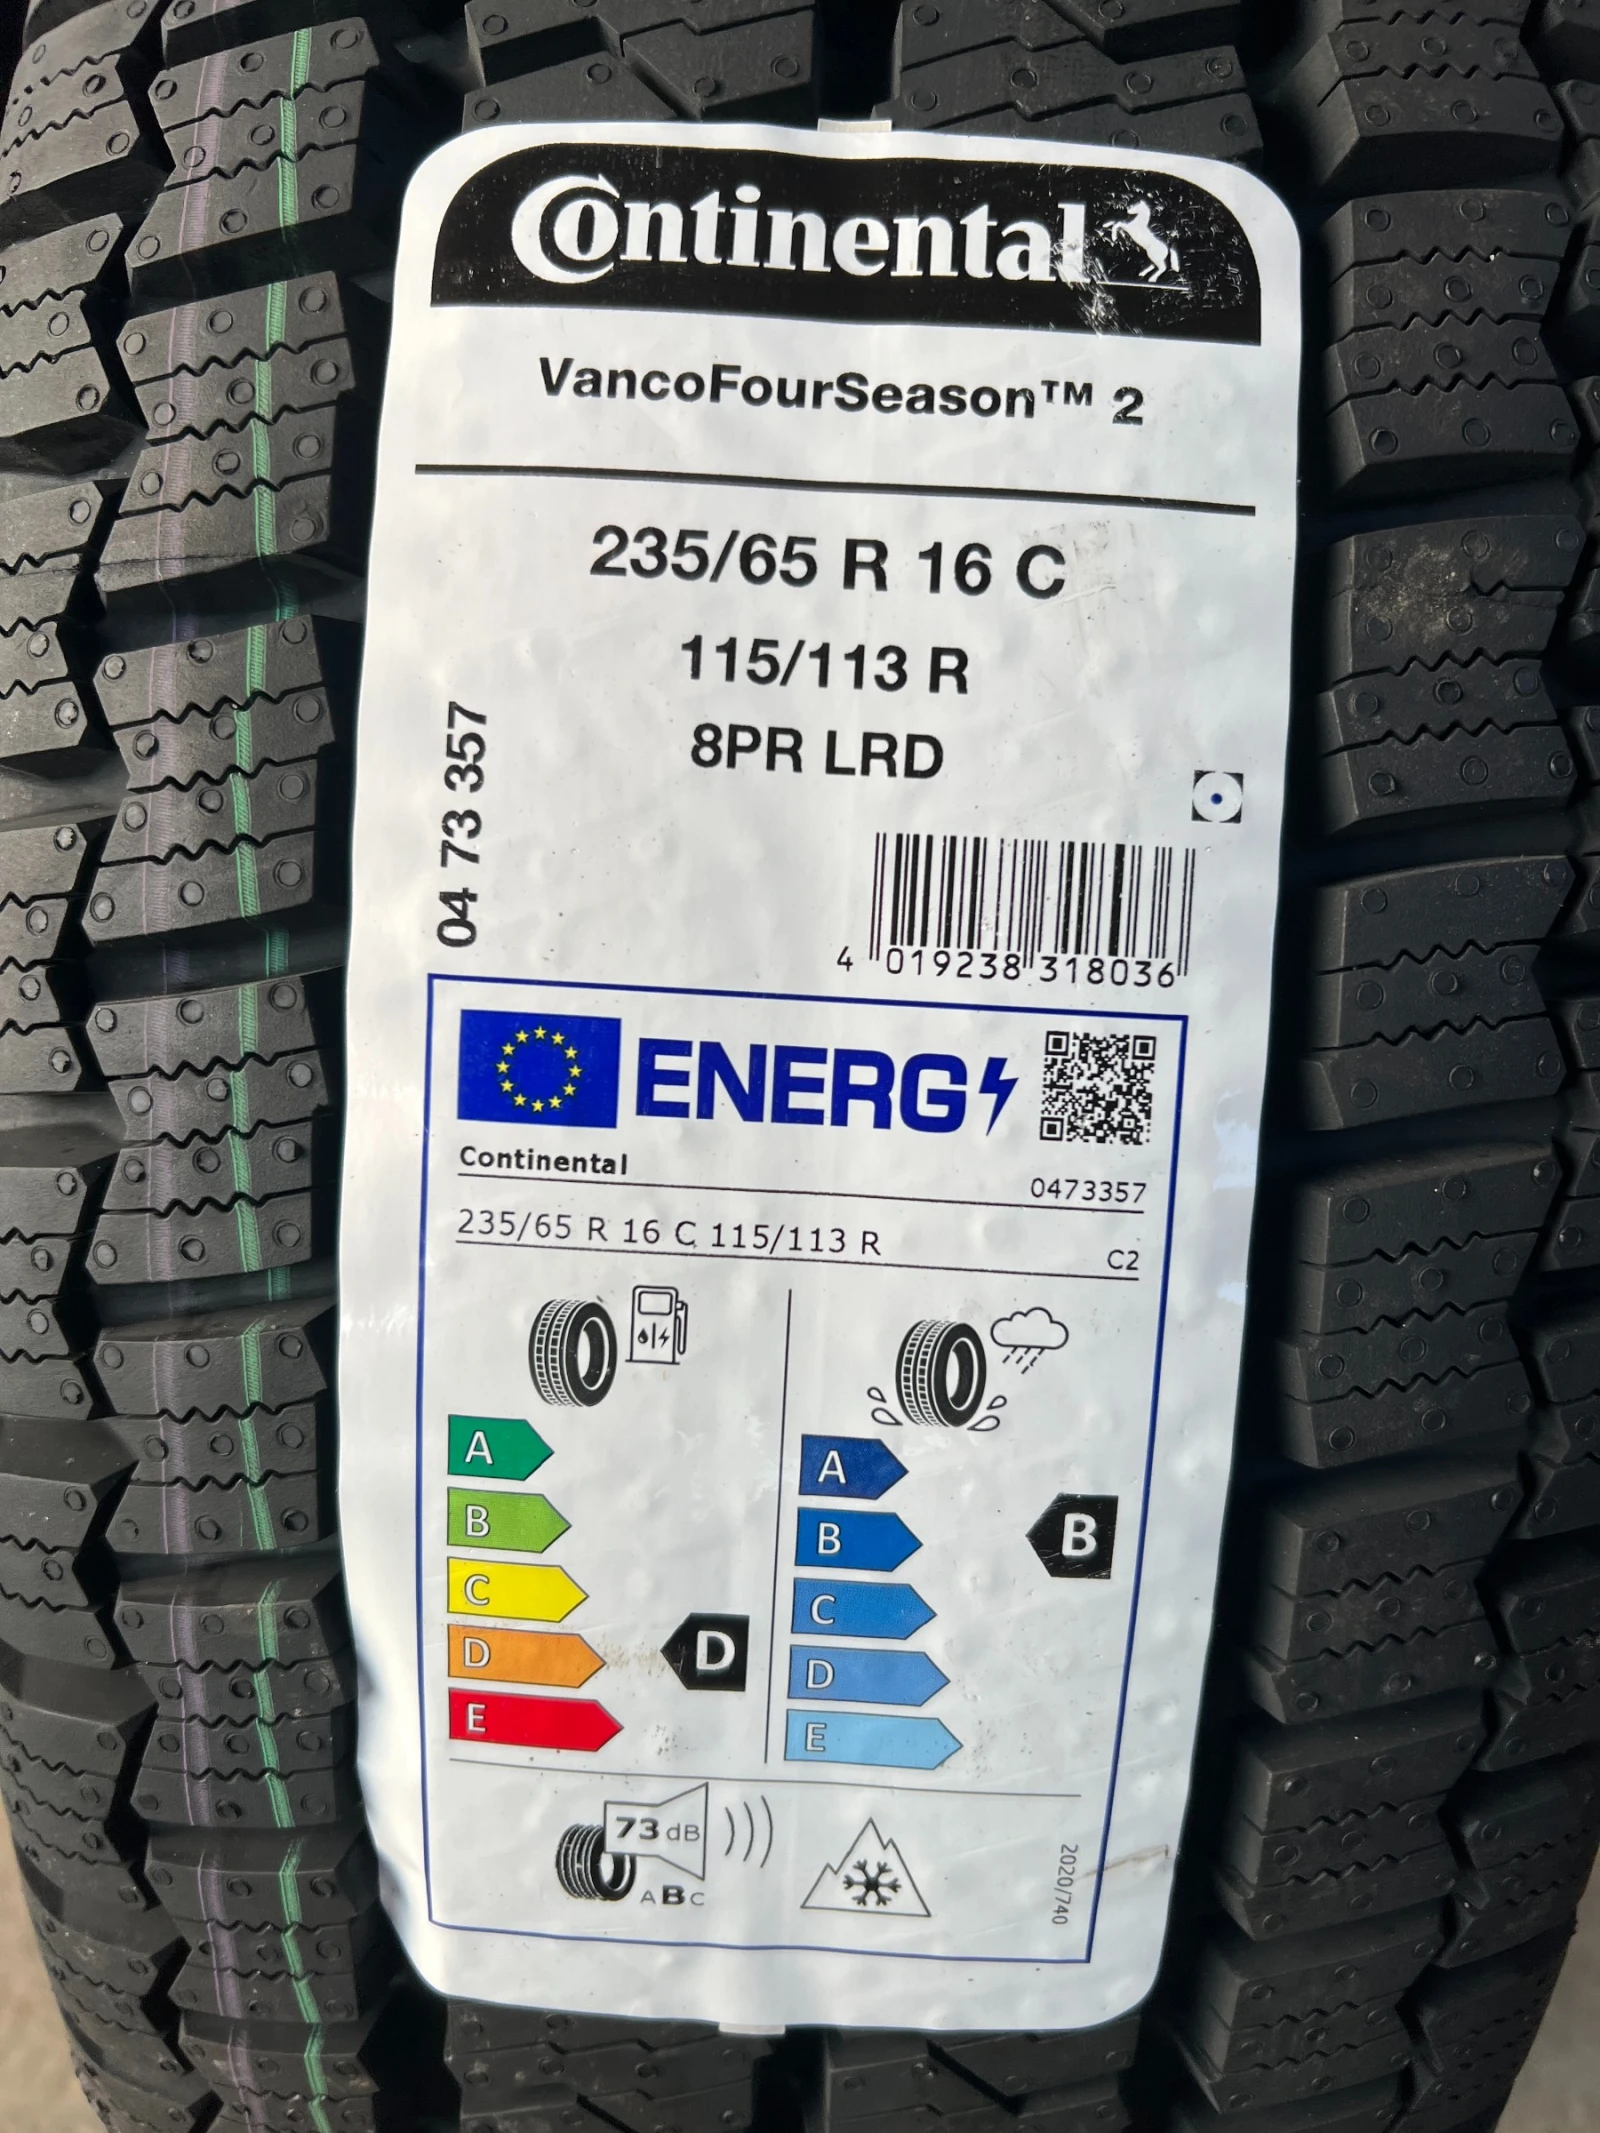 Continental
VancoFourSeason™ 2
235/65 R 16 C
115/113 R
8PR LRD
04 73 357
4 019238 318036
ENERG
Continental
0473357
235/65 R 16 C 115/113 R
C2
A
B
C
D
E
D
A
B
C
D
E
B
73 dB
ABC
2020/740